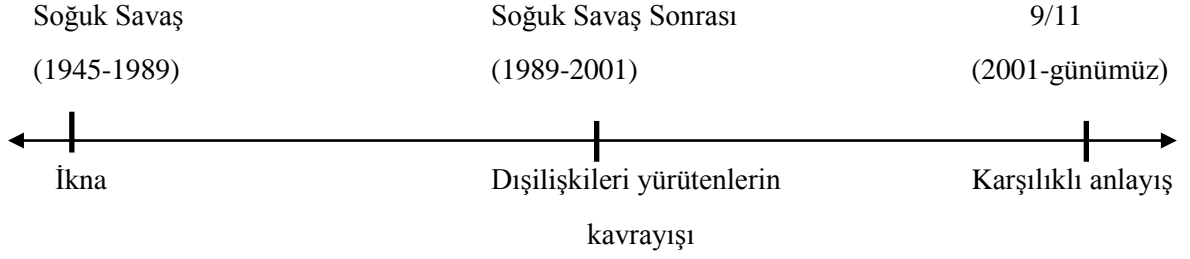 Soğuk Savaş
Soğuk Savaş Sonrası
9/11
(1945-1989)
(1989-2001)
(2001-günümüz)
İkna
Dışilişkileri yürütenlerin
Karşılıklı anlayış
kavrayışı